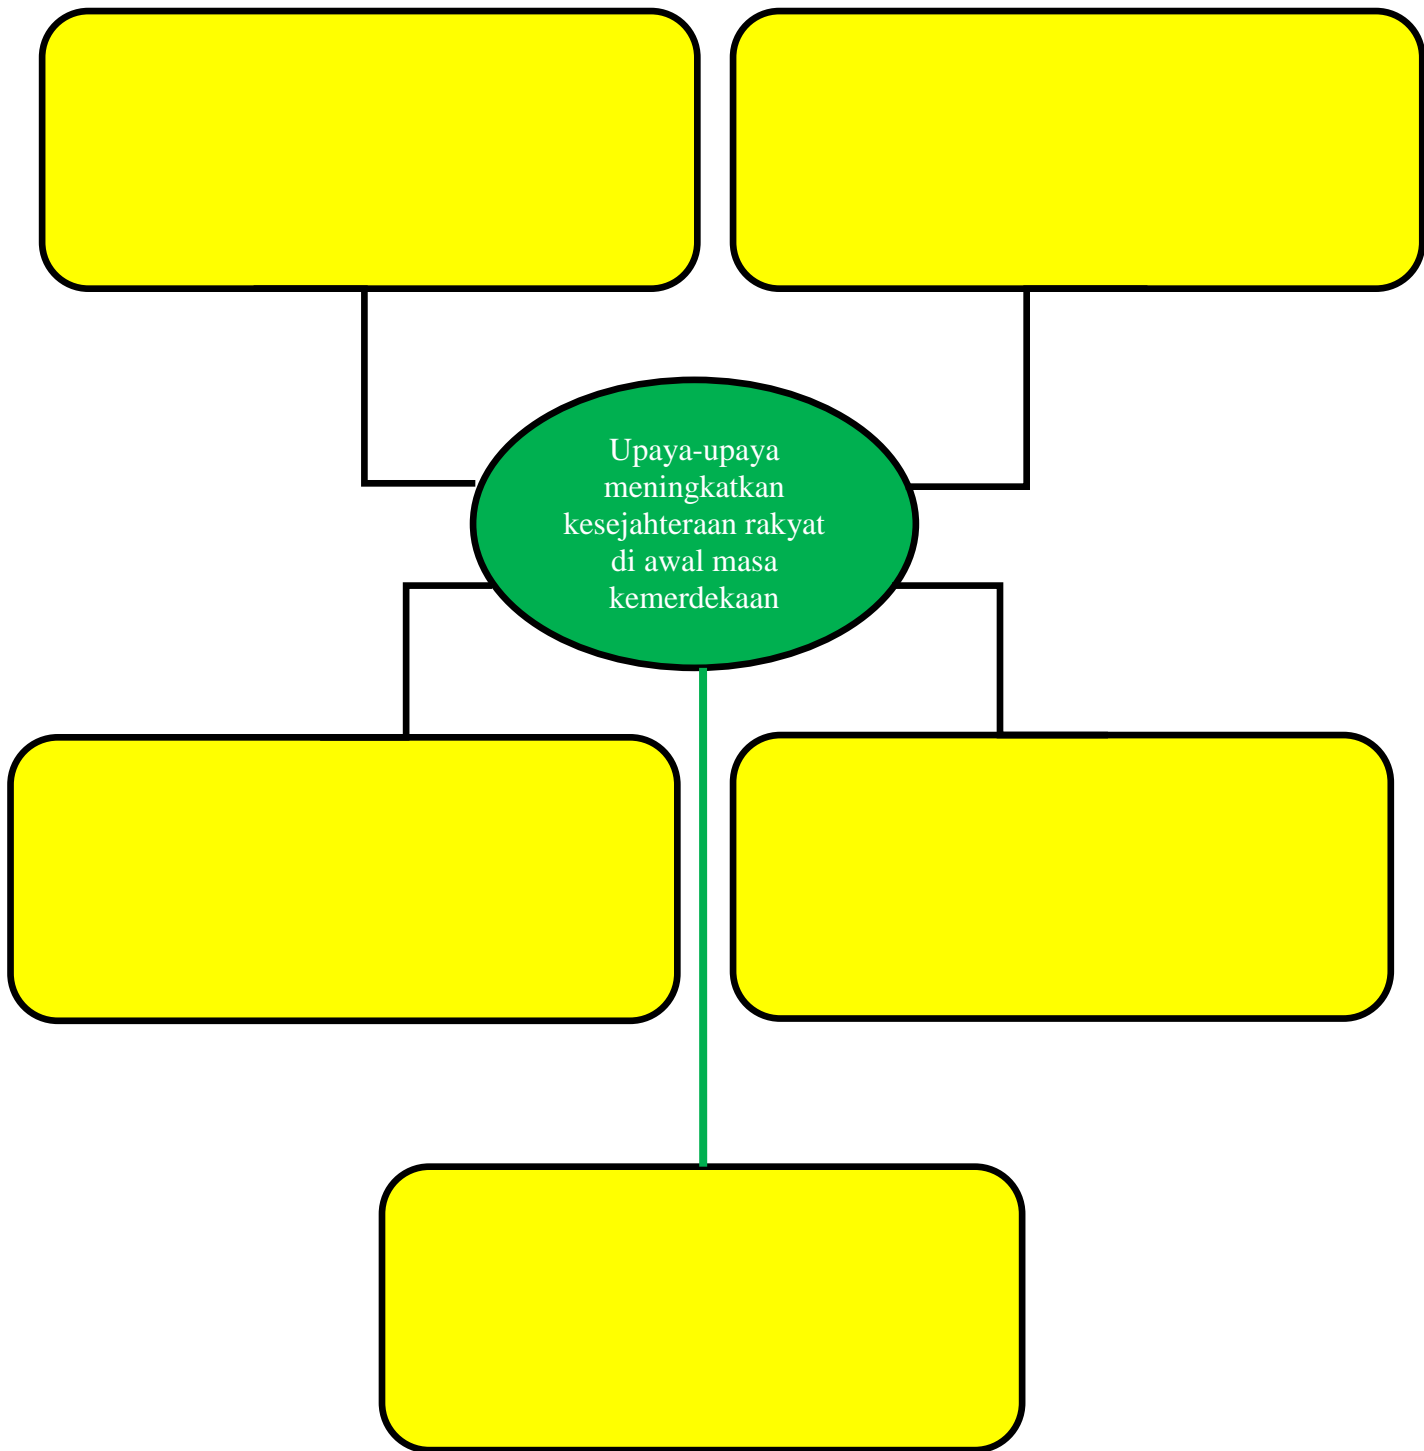 Upaya-upaya
meningkatkan
kesejahteraan rakyat
di awal masa
kemerdekaan